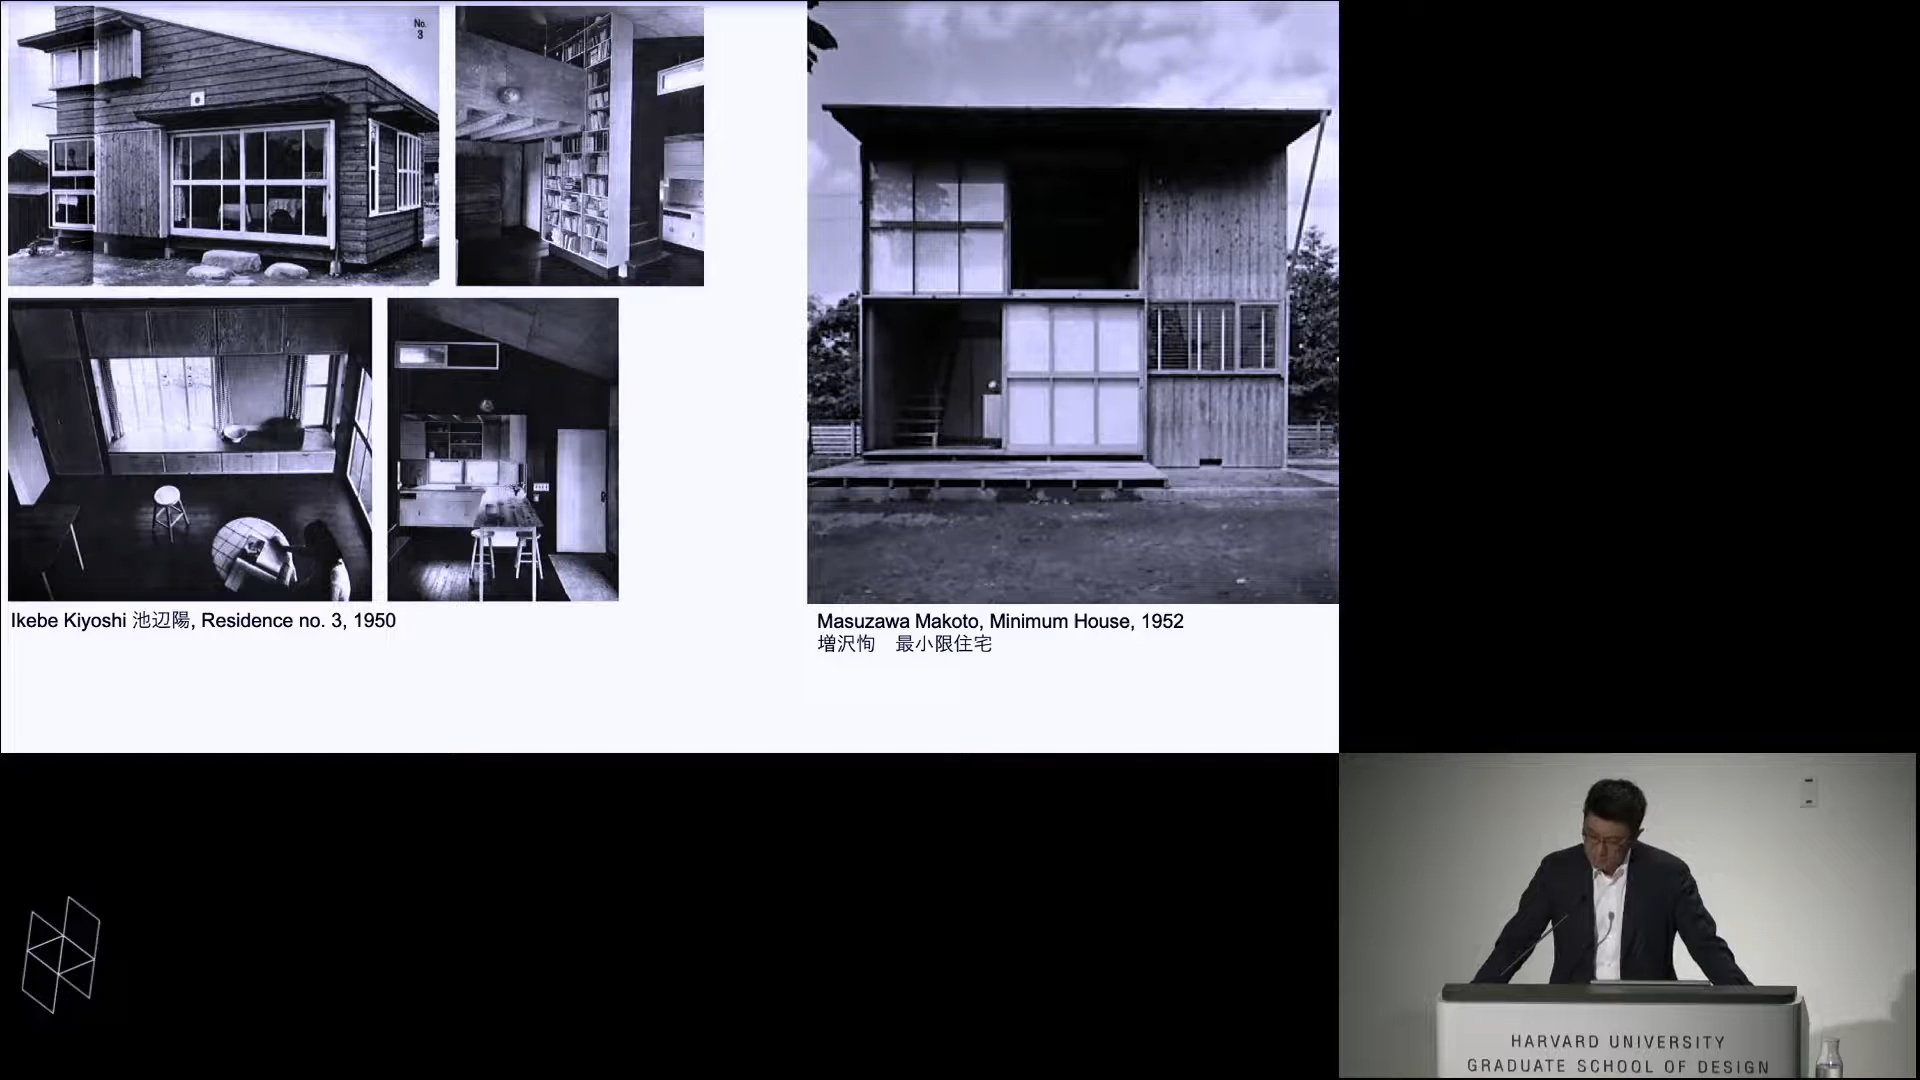 No.
3
Ikebe Kiyoshi 池辺陽, Residence no. 3, 1950
Masuzawa Makoto, Minimum House, 1952
増沢恂　最小限住宅
HARVARD UNIVERSITY
GRADUATE SCHOOL OF DESIGN